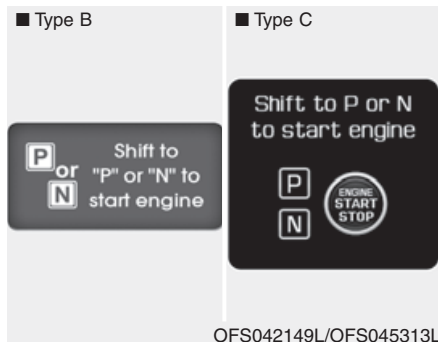 ■ Type B
■ Type C
P
or
N
Shift to
"P" or "N" to
start engine
Shift to P or N
to start engine
P
N
ENGINE
START
STOP
OFS042149L/OFS045313L